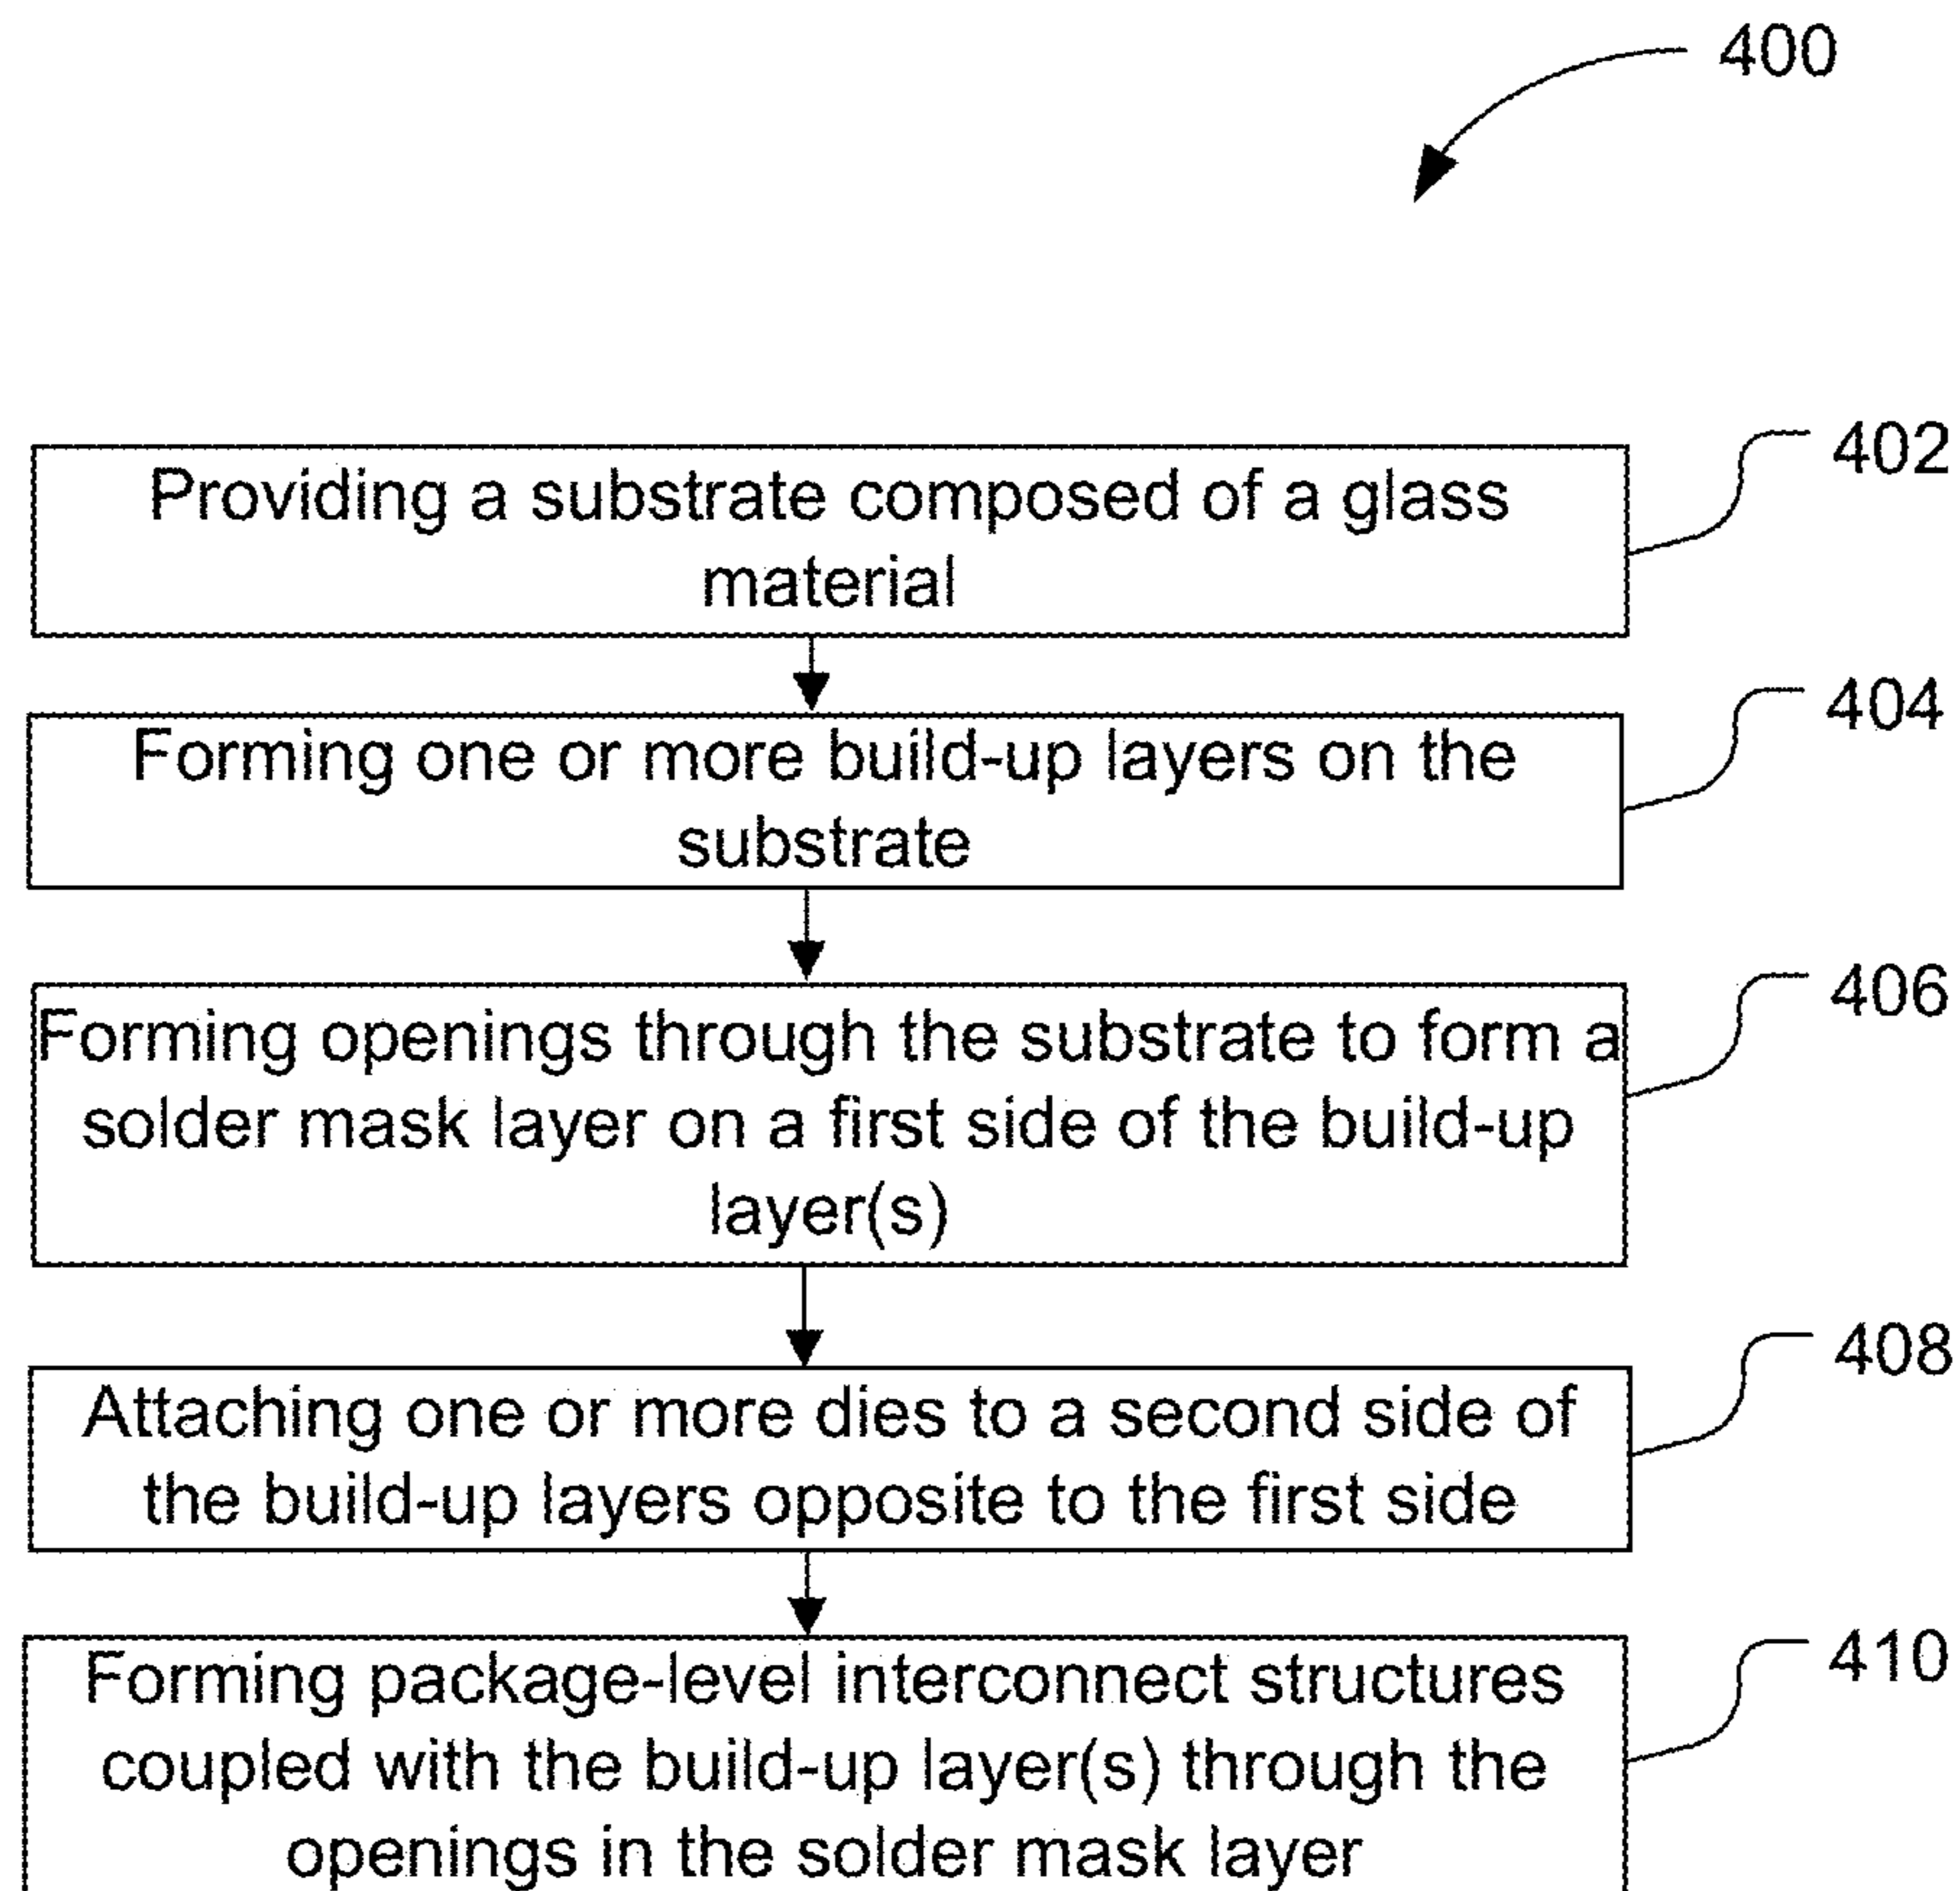 400
Providing a substrate composed of a glass
material
402
Forming one or more build-up layers on the
substrate
404
Forming openings through the substrate to form a
solder mask layer on a first side of the build-up
layer(s)
406
Attaching one or more dies to a second side of
the build-up layers opposite to the first side
408
Forming package-level interconnect structures
coupled with the build-up layer(s) through the
openings in the solder mask layer
410